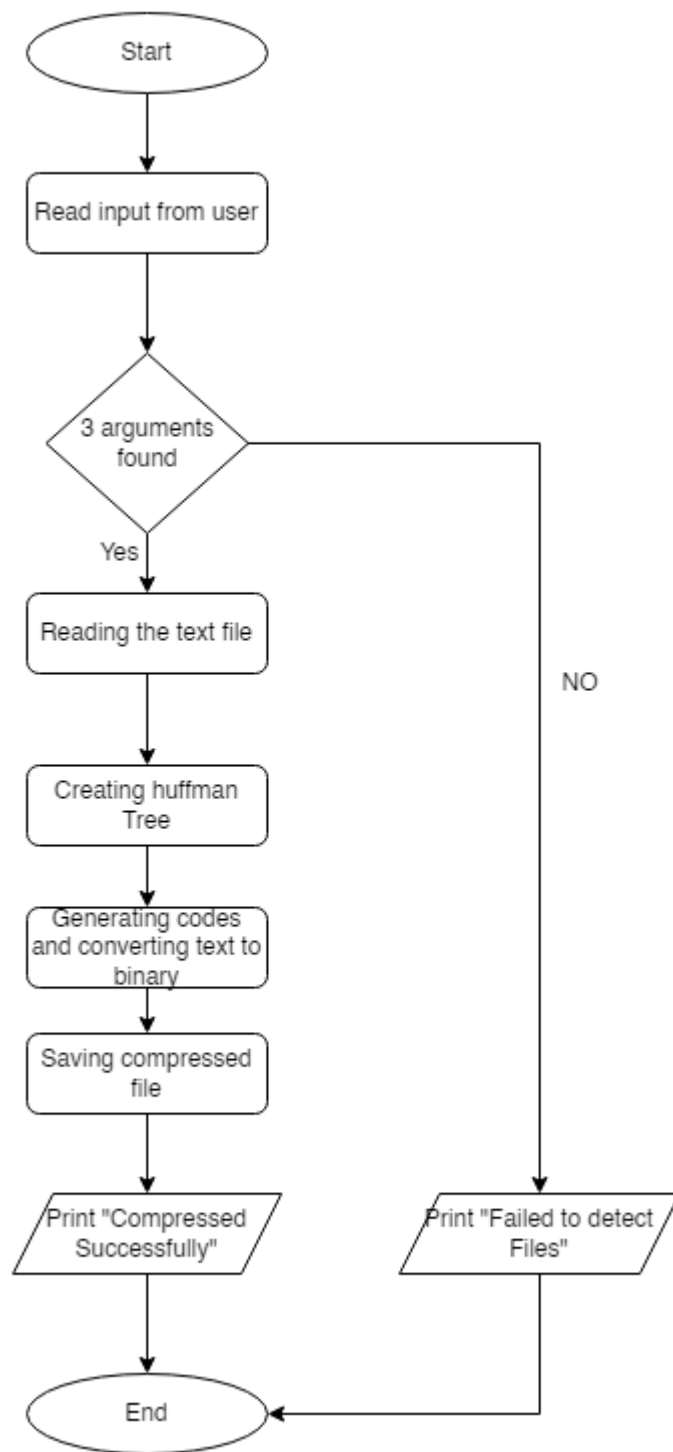 Start
Read input from user
3 arguments
found
Yes
Reading the text file
NO
Creating huffman
Tree
Generating codes
and converting text to
binary
Saving compressed
file
Print "Compressed
Successfully"
Print "Failed to detect
Files"
End